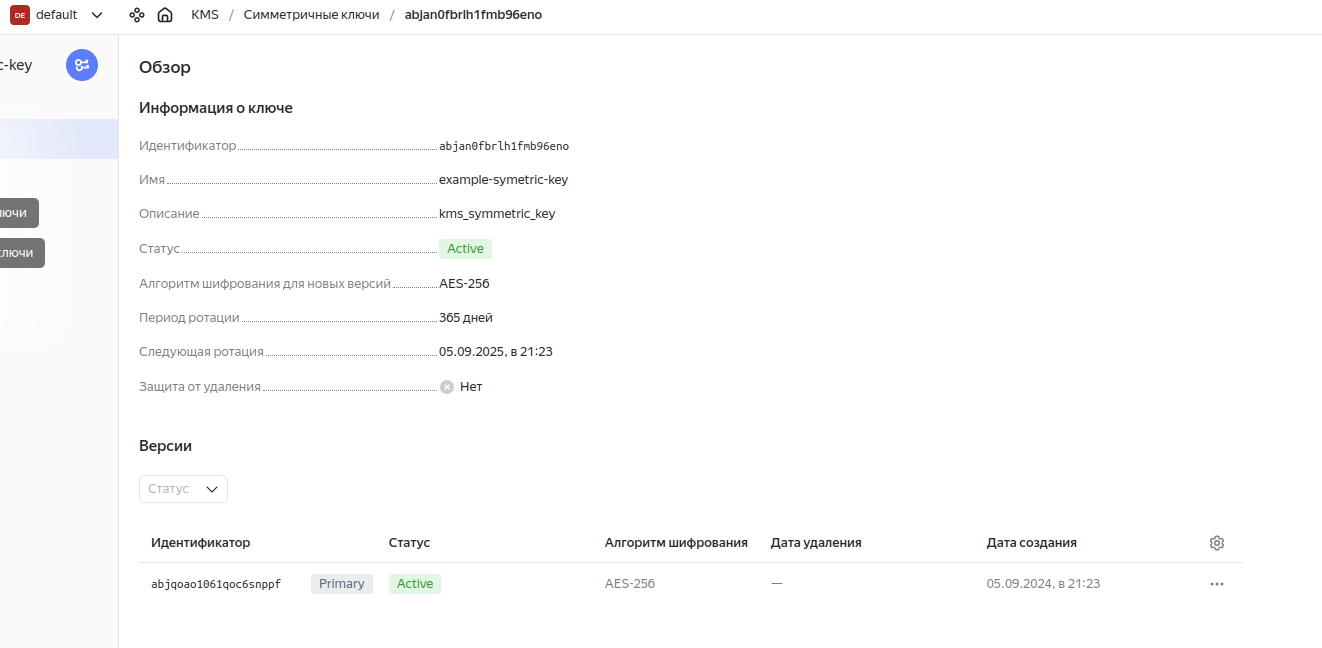 DE default KMS / Симметричные ключи / abjan0fbrlh1fmb96eno
c-key
Обзор
Информация о ключе
Идентификатор abjan0fbrlh1fmb96eno
Имя example-symetric-key
Описание kms_symmetric_key
ключи
Статус Active
ключи
Алгоритм шифрования для новых версий AES-256
Период ротации 365 дней
Следующая ротация 05.09.2025, в 21:23
Защита от удаления Нет
Версии
Статус
Идентификатор Статус Алгоритм шифрования Дата удаления Дата создания
abjqoao1061qoc6snppf Primary Active AES-256 — 05.09.2024, в 21:23